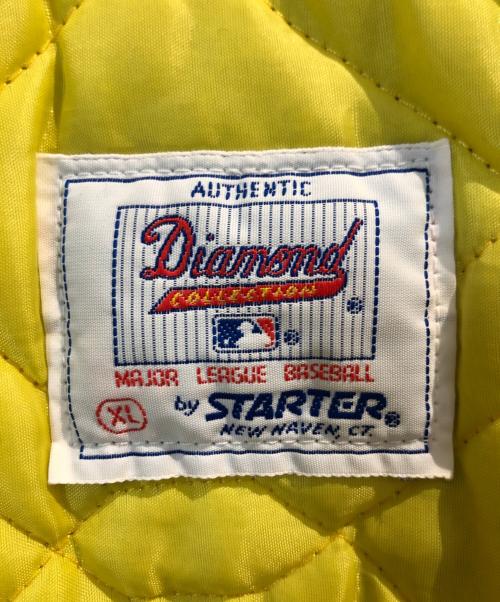 AUTHENTIC
Diamond
COLLECTION
®
®
MAJOR LEAGUE BASEBALL
XL by STARTER®
NEW HAVEN, CT.